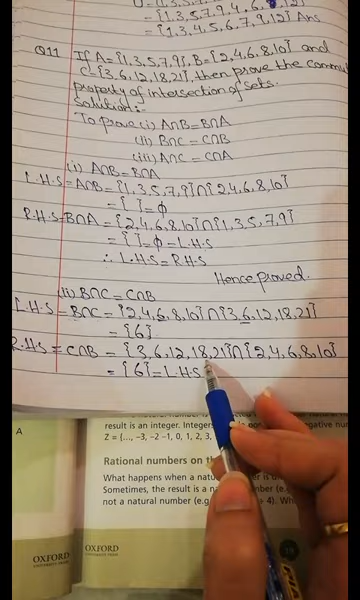 = {1,3,5,7,9,4,6,
= {1,3,4,5,6,7,9,12} Ans
Q11 If A={1,3,5,7,9}, B={2,4,6,8,10} and
C={3,6,12,18,21}, then prove the commu
property of intersection of sets.
Solution:-
To Prove (i) A∩B=B∩A
(ii) B∩C = C∩B
(iii) A∩C = C∩A
(i) A∩B=B∩A
L.H.S=A∩B={1,3,5,7,9}∩{2,4,6,8,10}
={ }=ϕ
R.H.S=B∩A={2,4,6,8,10}∩{1,3,5,7,9}
={ }=ϕ=L.H.S
∴ L.H.S=R.H.S
Hence proved.
(ii) B∩C=C∩B
L.H.S=B∩C={2,4,6,8,10}∩{3,6,12,18,21}
={6}
R.H.S=C∩B={3,6,12,18,21}∩{2,4,6,8,10}
={6}=L.H.S
A
result is an integer. Integers
Z = {..., –3, –2 –1, 0, 1, 2, 3,
Rational numbers on th
What happens when a natu
Sometimes, the result is a na
not a natural number (e.g.
OXFORD
UNIVERSITY PRESS
OXFORD
UNIVERSITY PRESS